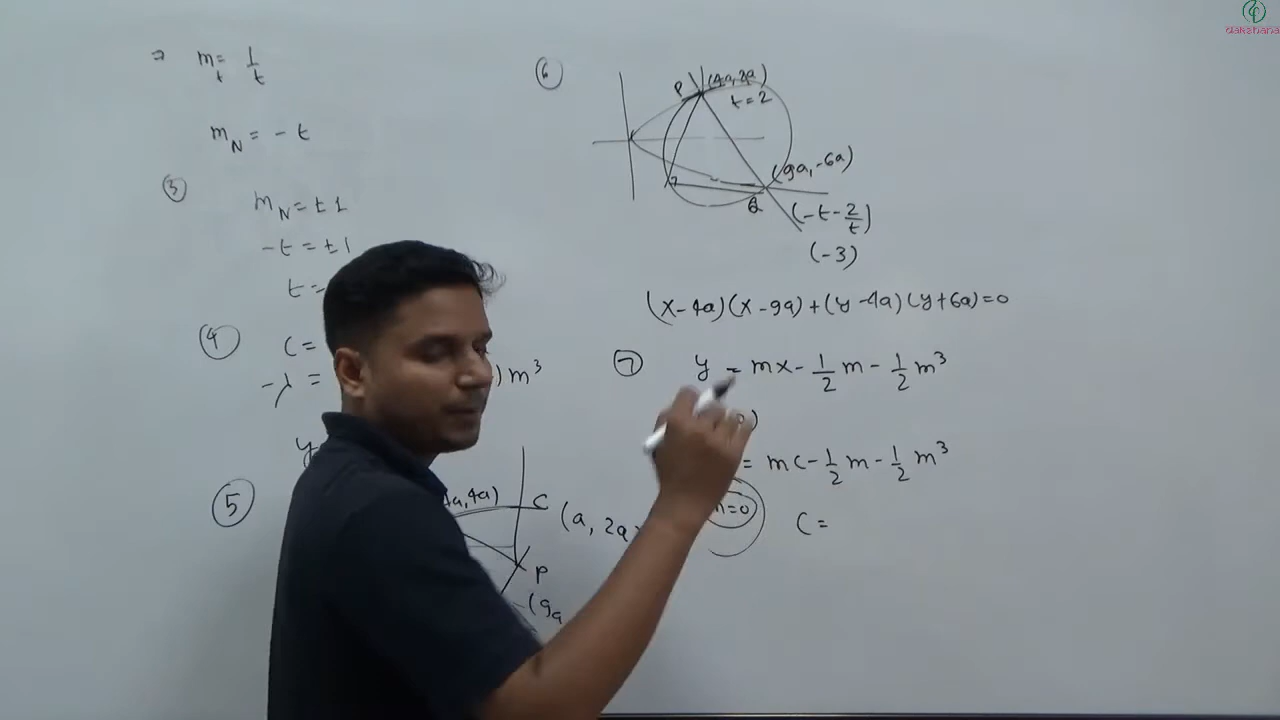 ⇒ m_t = 1/t
m_N = - t
③ m_N = ± 1
-t = ± 1
t =
④ C =
-λ = ) m³
y
⑤ 4a) C (a, 2a
P
(9a
⑥ P (4a, 4a)
t = 2
(9a, -6a)
Q (-t - 2/t)
(-3)
(x - 4a)(x - 9a) + (y - 4a)(y + 6a) = 0
⑦ y = mx - 1/2 m - 1/2 m³
)
= mc - 1/2 m - 1/2 m³
m=0 C =
dakshana